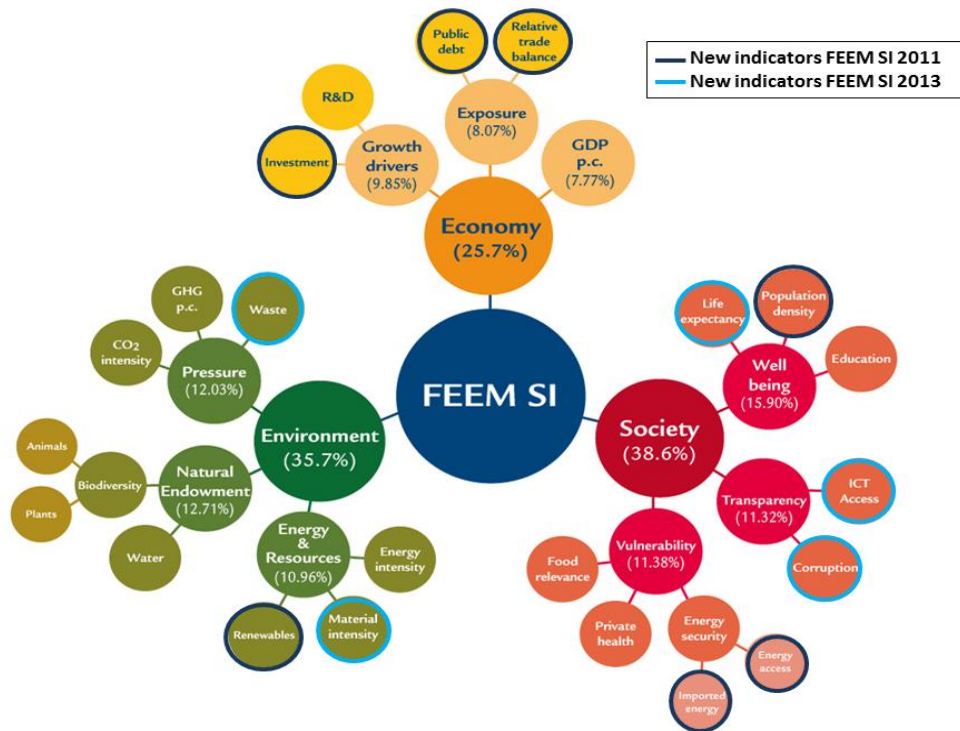 New indicators FEEM SI 2011
New indicators FEEM SI 2013
Public
debt
Relative
trade
balance
R&D
Exposure
(8.07%)
Investment
Growth
drivers
(9.85%)
GDP
p.c.
(7.77%)
Economy
(25.7%)
FEEM SI
GHG
p.c.
Waste
CO2
intensity
Pressure
(12.03%)
Environment
(35.7%)
Animals
Biodiversity
Plants
Natural
Endowment
(12.71%)
Water
Energy
&
Resources
(10.96%)
Energy
intensity
Renewables
Material
intensity
Life
expectancy
Population
density
Education
Well
being
(15.90%)
Society
(38.6%)
Transparency
(11.32%)
ICT
Access
Corruption
Vulnerability
(11.38%)
Food
relevance
Private
health
Energy
security
Energy
access
Imported
energy